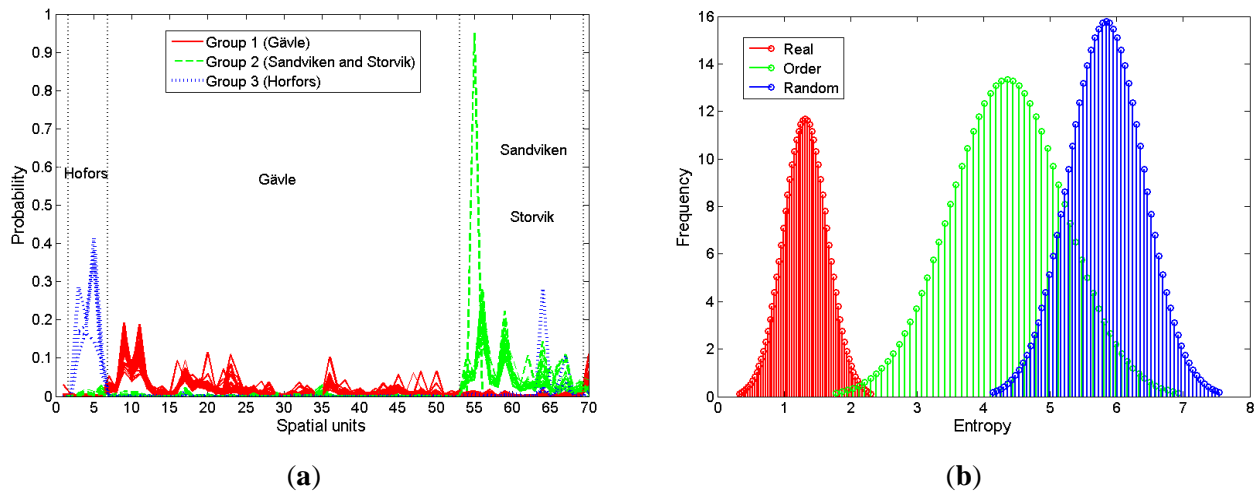 1
0.9
0.8
0.7
0.6
0.5
0.4
0.3
0.2
0.1
0
Probability
Group 1 (Gävle)
Group 2 (Sandviken and Storvik)
Group 3 (Horfors)
Hofors
Gävle
Sandviken
Storvik
0 5 10 15 20 25 30 35 40 45 50 55 60 65 70
Spatial units
(a)
16
14
12
10
8
6
4
2
0
Frequency
Real
Order
Random
0 1 2 3 4 5 6 7 8
Entropy
(b)